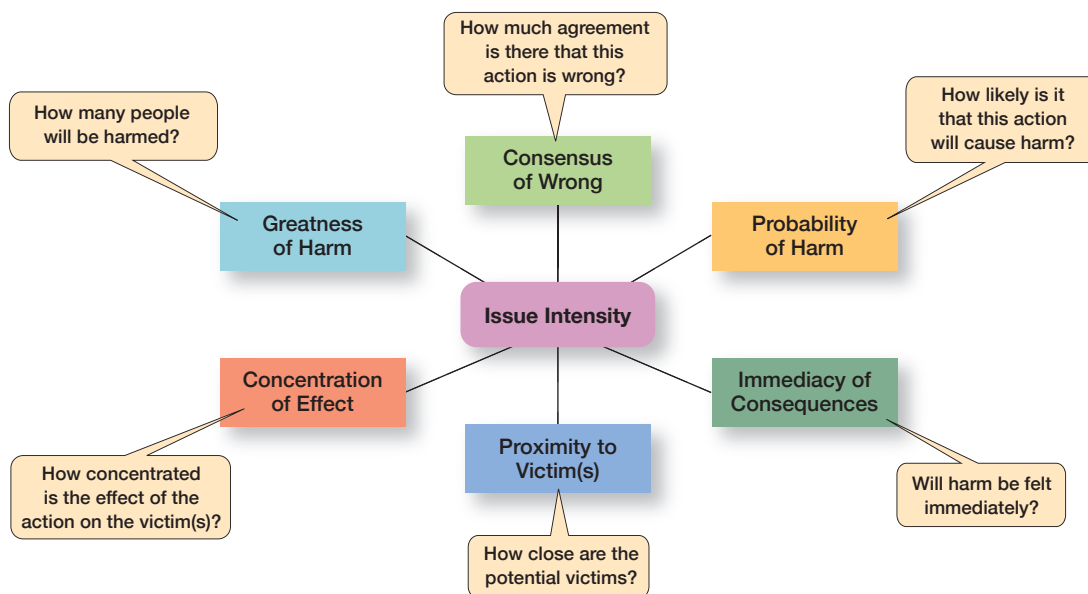 How much agreement
is there that this
action is wrong?
How many people
will be harmed?
How likely is it
that this action
will cause harm?
Consensus
of Wrong
Greatness
of Harm
Probability
of Harm
Issue Intensity
Concentration
of Effect
Immediacy of
Consequences
Proximity to
Victim(s)
How concentrated
is the effect of the
action on the victim(s)?
Will harm be felt
immediately?
How close are the
potential victims?